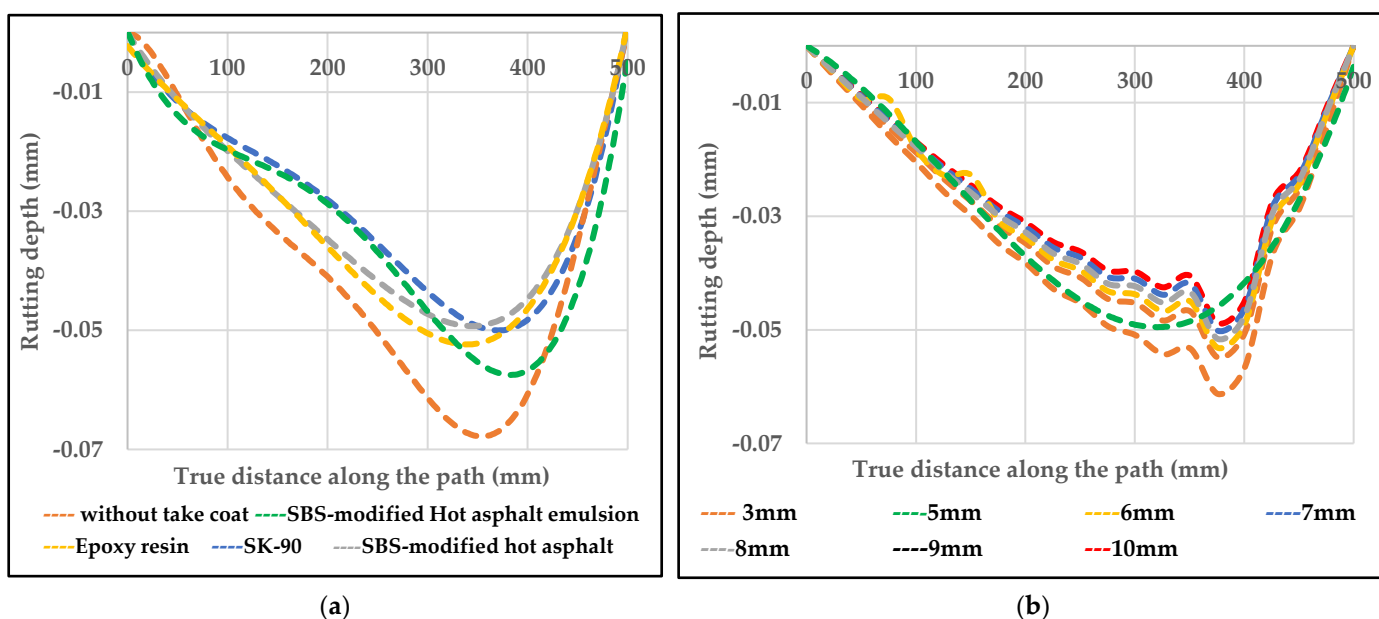 0 100 200 300 400 500
-0.01
-0.03
-0.05
-0.07
Rutting depth (mm)
True distance along the path (mm)
without take coat SBS-modified Hot asphalt emulsion
Epoxy resin SK-90 SBS-modified hot asphalt
(a)
0 100 200 300 400 500
-0.01
-0.03
-0.05
-0.07
Rutting depth (mm)
True distance along the path (mm)
3mm 5mm 6mm 7mm
8mm 9mm 10mm
(b)